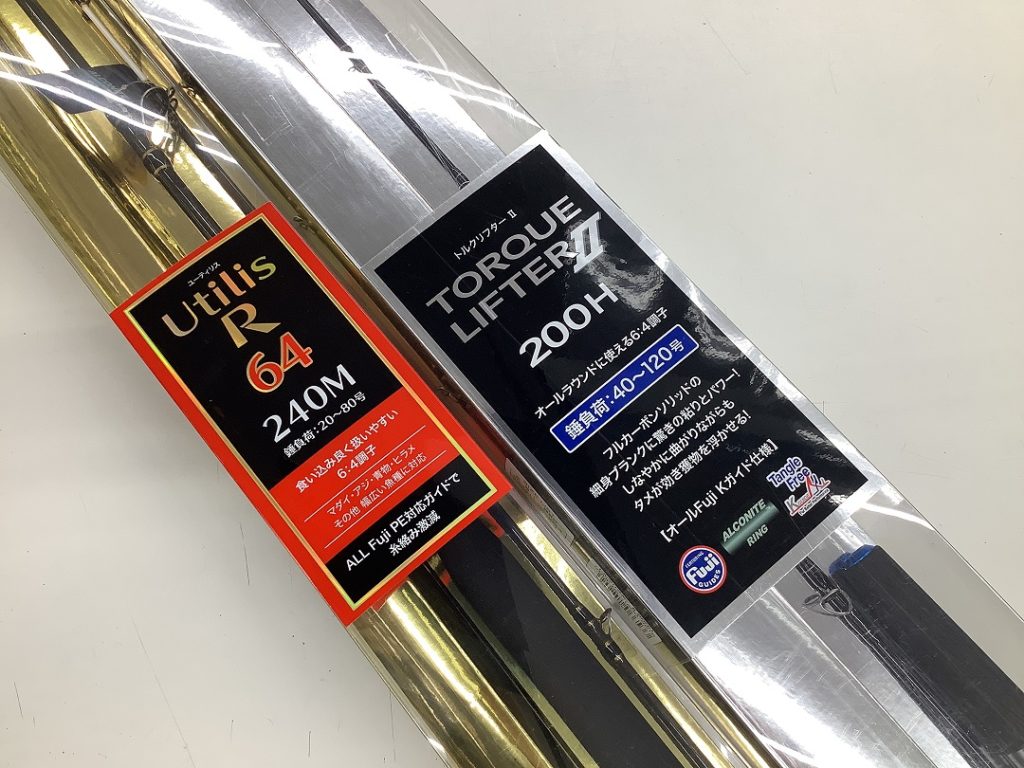 ユーティリス
Utilis
R
64
240M
錘負荷:20〜80号
食い込み良く扱いやすい
6:4調子
マダイ・アジ・青物・ヒラメ
その他 幅広い魚種に対応
ALL Fuji PE対応ガイドで
糸絡み激減
トルクリフター II
TORQUE
LIFTER II
200H
オールラウンドに使える6:4調子
錘負荷:40〜120号
フルカーボンソリッドの
細身ブランクに驚きの粘りとパワー!
しなやかに曲がりながらも
タメが効き獲物を浮かせる!
【オールFuji Kガイド仕様】
Fuji
GUIDES
ALCONITE
RING
Tangle
Free